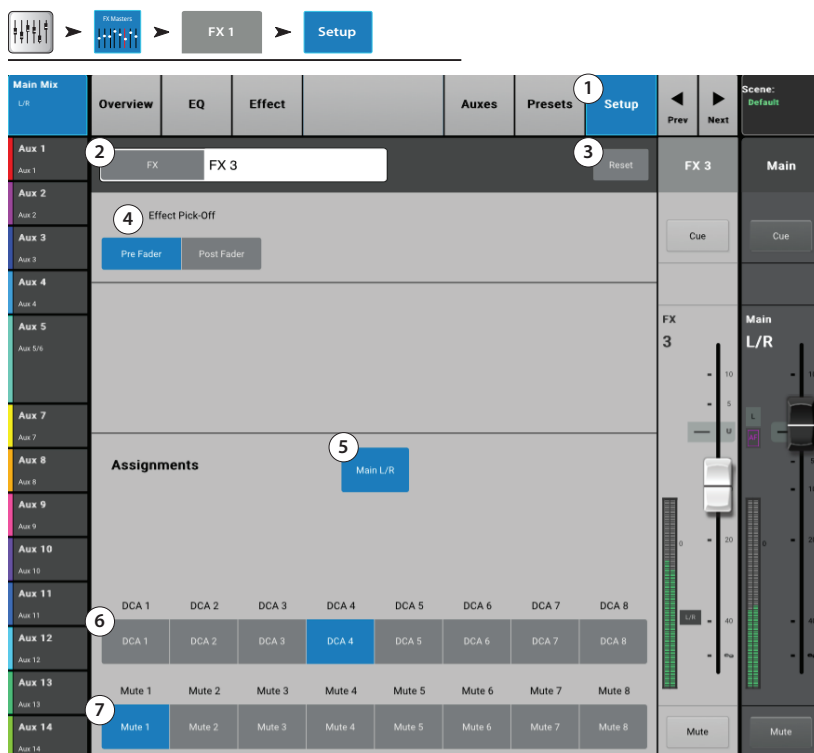 FX Masters
FX 1
Setup
Main Mix
L/R
Overview
EQ
Effect
Auxes
Presets
1
Setup
Prev
Next
Scene:
Default
Aux 1
Aux 1
Aux 2
Aux 2
Aux 3
Aux 3
Aux 4
Aux 4
Aux 5
Aux 5/6
Aux 7
Aux 7
Aux 8
Aux 8
Aux 9
Aux 9
Aux 10
Aux 10
Aux 11
Aux 11
Aux 12
Aux 12
Aux 13
Aux 13
Aux 14
Aux 14
2
FX
FX 3
3
Reset
4
Effect Pick-Off
Pre Fader
Post Fader
Assignments
5
Main L/R
DCA 1 DCA 2 DCA 3 DCA 4 DCA 5 DCA 6 DCA 7 DCA 8
6
DCA 1 DCA 2 DCA 3 DCA 4 DCA 5 DCA 6 DCA 7 DCA 8
Mute 1 Mute 2 Mute 3 Mute 4 Mute 5 Mute 6 Mute 7 Mute 8
7
Mute 1 Mute 2 Mute 3 Mute 4 Mute 5 Mute 6 Mute 7 Mute 8
FX 3
Cue
FX
3
10
5
U
0
20
L/R
40
∞
Mute
Main
Cue
Main
L/R
L
0
Mute